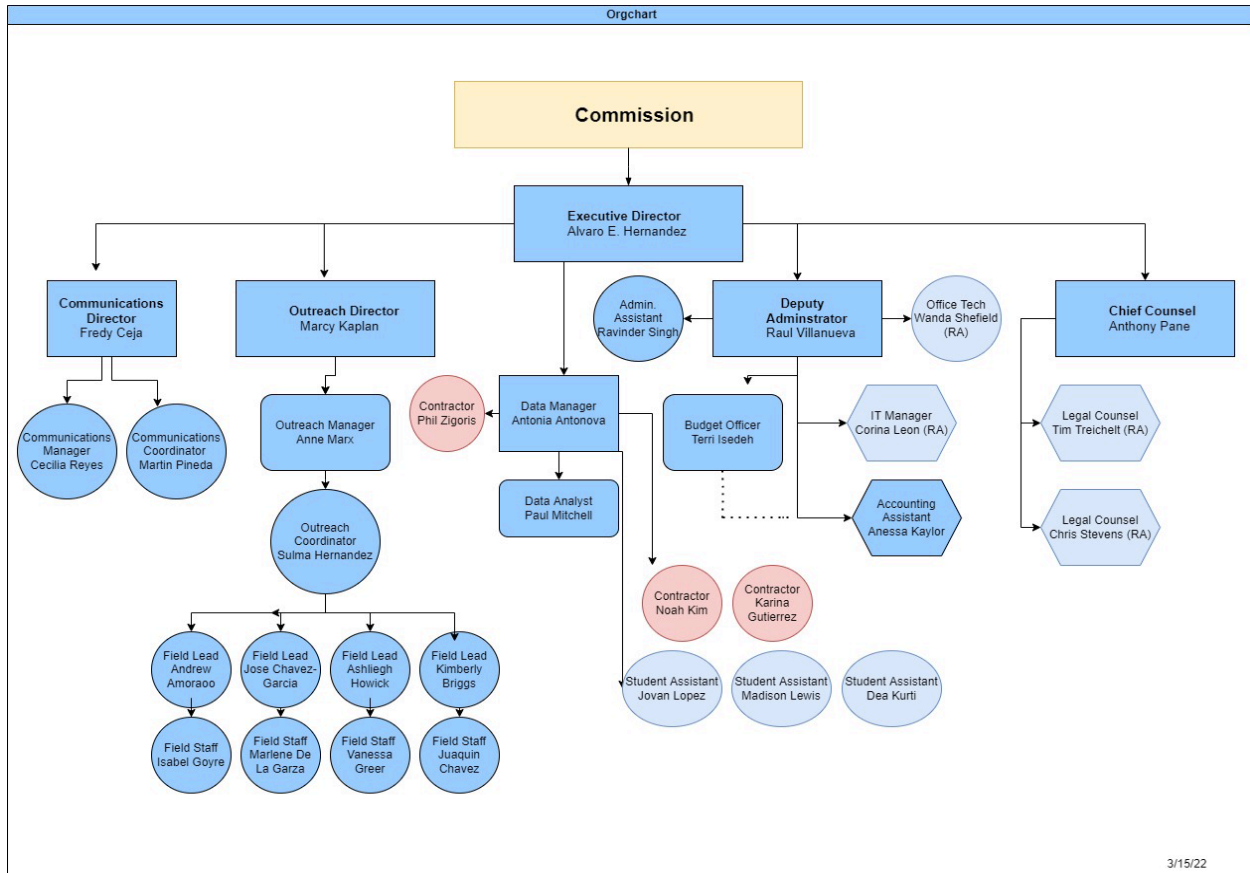 Orgchart
Commission
Executive Director
Alvaro E. Hernandez
Communications
Director
Fredy Ceja
Outreach Director
Marcy Kaplan
Admin.
Assistant
Ravinder Singh
Deputy
Adminstrator
Raul Villanueva
Office Tech
Wanda Shefield
(RA)
Chief Counsel
Anthony Pane
Communications
Manager
Cecilia Reyes
Communications
Coordinator
Martin Pineda
Outreach Manager
Anne Marx
Contractor
Phil Zigoris
Data Manager
Antonia Antonova
Budget Officer
Terri Isedeh
IT Manager
Corina Leon (RA)
Legal Counsel
Tim Treichelt (RA)
Data Analyst
Paul Mitchell
Accounting
Assistant
Anessa Kaylor
Legal Counsel
Chris Stevens (RA)
Outreach
Coordinator
Sulma Hernandez
Contractor
Noah Kim
Contractor
Karina
Gutierrez
Field Lead
Andrew
Amoraoo
Field Lead
Jose Chavez-
Garcia
Field Lead
Ashliegh
Howick
Field Lead
Kimberly
Briggs
Student Assistant
Jovan Lopez
Student Assistant
Madison Lewis
Student Assistant
Dea Kurti
Field Staff
Isabel Goyre
Field Staff
Marlene De
La Garza
Field Staff
Vanessa
Greer
Field Staff
Juaquin
Chavez
3/15/22